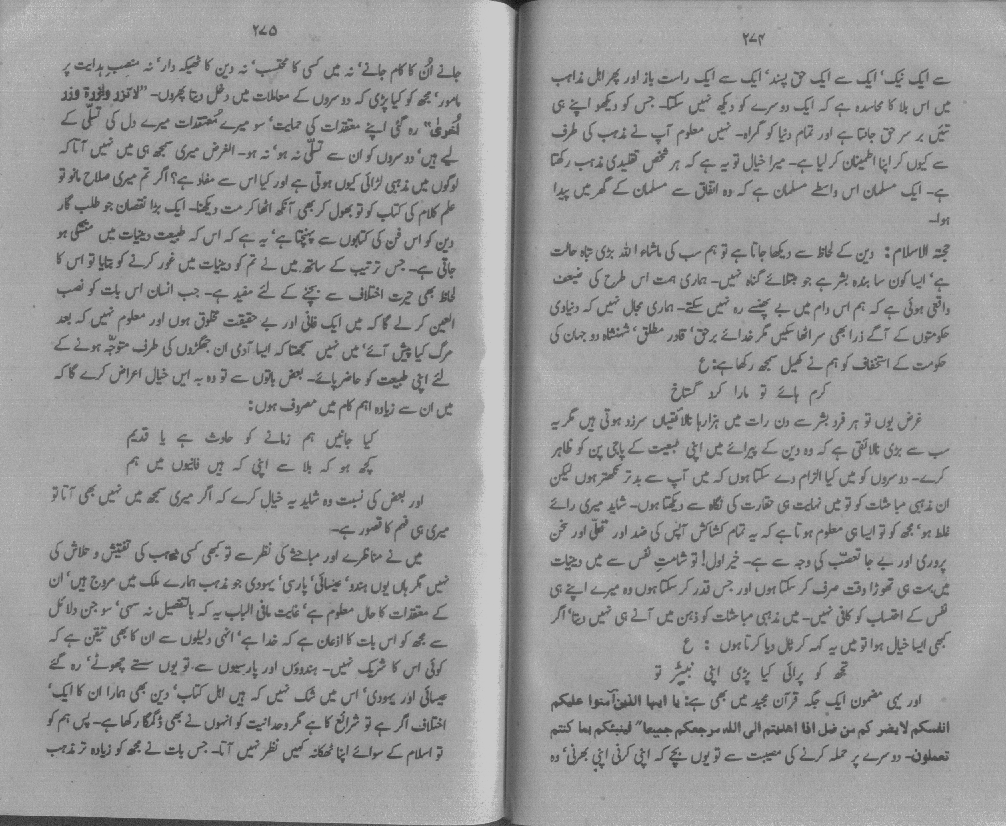 ۲۷۴
سے ایک نیک، ایک سے ایک حق پسند، ایک سے ایک راست باز اور پھر اہل مذاہب
میں اس بلا کا محاسدہ ہے کہ ایک دوسرے کو دیکھ نہیں سکتا۔ جس کو دیکھو اپنے ہی
تئیں بر سر حق جانتا ہے اور تمام دنیا کو گمراہ۔ نہیں معلوم آپ نے مذہب کی طرف
سے کیوں کر اپنا اطمینان کر لیا ہے۔ میرا خیال تو یہ ہے کہ ہر شخص تقلیدی مذہب رکھتا
ہے۔ ایک مسلمان اس واسطے مسلمان ہے کہ وہ اتفاق سے مسلمان کے گھر میں پیدا
ہوا۔
حجتہ الاسلام: دین کے لحاظ سے دیکھا جاتا ہے تو ہم سب کی ماشاء اللہ بڑی تباہ حالت
ہے، ایسا کون سا بندہ بشر ہے جو مبتلائے گناہ نہیں۔ ہماری ہمت اس طرح کی ضعیف
واقعی ہوئی ہے کہ ہم اس دام میں بے پھنسے رہ نہیں سکتے۔ ہماری مجال نہیں کہ دنیاوی
حکومتوں کے آگے ذرا بھی سر اٹھا سکیں مگر خدائے برحق، قادر مطلق، شہنشاہ دو جہان کی
حکومت کے استخفاف کو ہم نے کھیل سمجھ رکھا ہے: ع
کرم ہائے تو مارا کرد گستاخ
غرض یوں تو ہر فرد بشر سے دن رات میں ہزارہا نالائقیاں سرزد ہوتی ہیں مگر یہ
سب سے بڑی نالائقی ہے کہ وہ دین کے پیرائے میں اپنی طبیعت کے پاجی پن کو ظاہر
کرے۔ دوسروں کو میں کیا الزام دے سکتا ہوں کہ میں آپ سے بدتر گنہگار ہوں لیکن
ان مذہبی مباحثات کو تو میں نہایت ہی حقارت کی نگاہ سے دیکھتا ہوں۔ شاید میری رائے
غلط ہو، مجھ کو تو ایسا ہی معلوم ہوتا ہے کہ یہ تمام کشاکش آپس کی ضد اور تعلّی اور سخن
پروری اور بے جا تعصّب کی وجہ سے ہے۔ خیر اول! تو شامتِ نفس سے میں دینیات
میں بہت ہی تھوڑا وقت صرف کر سکتا ہوں اور جس قدر کر سکتا ہوں وہ میرے اپنے ہی
نفس کے احتساب کو کافی نہیں۔ میں مذہبی مباحثات کو ذہن میں آنے ہی نہیں دیتا، اگر
کبھی ایسا خیال ہوا تو میں یہ کہہ کر ٹال دیا کرتا ہوں : ع
تجھ کو پرائی کیا پڑی اپنی نبیڑ تو
اور یہی مضمون ایک جگہ قرآن مجید میں بھی ہے: یا ایہا الذین آمنوا علیکم
انفسکم لا یضر کم من ضل اذا اھتدیتم الی اللہ مرجعکم جمیعا" فینبئکم بما کنتم
تعملون۔ دوسرے پر حملہ کرنے کی مصیبت سے تو یوں بچے کہ اپنی کرنی اپنی بھرنی، وہ
۲۷۵
جانے اُن کا کام جانے، نہ میں کسی کا محتسب، نہ دین کا ٹھیکہ دار، نہ منصبِ ہدایت پر
مامور، مجھ کو کیا پڑی کہ دوسروں کے معاملات میں دخل دیتا پھروں۔ "لا تزر وازرۃ وزر
اُخریٰ" رہ گئی اپنے معتقدات کی حمایت، سو میرے مُعتقدات میرے دل کی تسلّی کے
لیے ہیں، دوسروں کو ان سے تسلّی نہ ہو، نہ ہو۔ الغرض میری سمجھ ہی میں نہیں آتا کہ
لوگوں میں مذہبی لڑائی کیوں ہوتی ہے اور کیا اس سے مفاد ہے؟ اگر تم میری صلاح مانو تو
علم کلام کی کتاب کو تو بھول کر بھی آنکھ اٹھا کر مت دیکھنا۔ ایک بڑا نقصان جو طلب گار
دین کو اس فن کی کتابوں سے پہنچتا ہے، یہ ہے کہ اس کہ طبیعت دینیات میں متشکی ہو
جاتی ہے۔ جس ترتیب کے ساتھ میں نے تم کو دینیات میں غور کرنے کو بتایا تو اس کا
لحاظ بھی حیرت اختلاف سے بچنے کے لئے مفید ہے۔ جب انسان اس بات کو نصب
العین کر لے گا کہ میں ایک فانی اور بے حقیقت مخلوق ہوں اور معلوم نہیں کہ بعد
مرگ کیا پیش آئے، میں نہیں سمجھتا کہ ایسا آدمی ان جھگڑوں کی طرف متوجّہ ہونے کے
لئے اپنی طبیعت کو حاضر پائے۔ بعض باتوں سے تو وہ بہ ایں خیال اعراض کرے گا کہ
میں ان سے زیادہ اہم کام میں مصروف ہوں:
کیا جانیں ہم زمانے کو حادث ہے یا قدیم
کچھ ہو کہ بلا سے اپنی کہ ہیں فانیوں میں ہم
اور بعض کی نسبت وہ شاید یہ خیال کرے کہ اگر میری سمجھ میں نہیں بھی آتا تو
میری ہی فہم کا قصور ہے۔
میں نے مناظرے اور مباحثے کی نظر سے تو کبھی کسی مذہب کی تفتیش و تلاش کی
نہیں مگر ہاں یوں ہندو، عیسائی، پارسی، یہودی جو مذہب ہمارے ملک میں مروج ہیں، ان
کے معتقدات کا حال معلوم ہے، غایت مافی الباب یہ کہ بالتفصیل نہ سہی، سو جن دلائل
سے مجھ کو اس بات کا اذعان ہے کہ خدا ہے، انہی دلیلوں سے ان کا بھی تیقن ہے کہ
کوئی اس کا شریک نہیں۔ ہندوؤں اور پارسیوں سے تو یوں سستے چھوٹے، رہ گئے
عیسائی اور یہودی، اس میں شک نہیں کہ ہیں اہل کتاب، دین بھی ہمارا ان کا ایک،
اختلاف اگر ہے تو شرائع کا ہے مگر وحدانیت کو انہوں نے بھی ڈگمگا رکھا ہے۔ پس ہم کو
تو اسلام کے سوائے اپنا ٹھکانہ کہیں نظر نہیں آتا۔ جس بات نے مجھ کو زیادہ تر مذہب